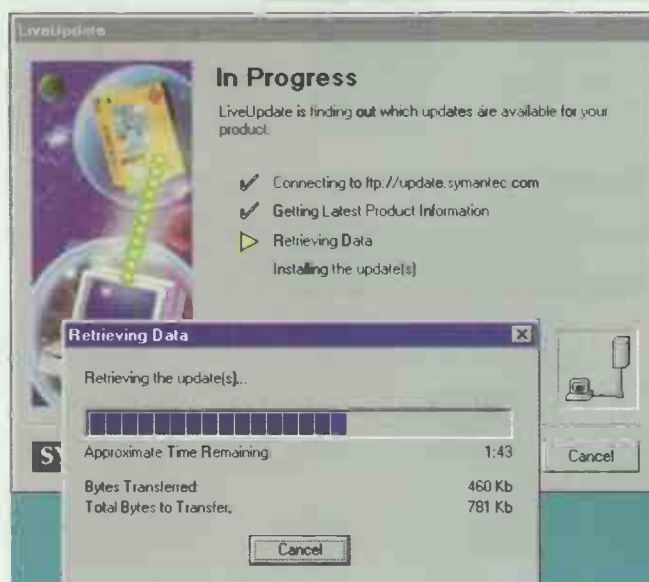 LiveUpdate
In Progress
LiveUpdate is finding out which updates are available for your
product.
Connecting to ftp://update.symantec.com
Getting Latest Product Information
Retrieving Data
Installing the update(s)
Retrieving Data
Retrieving the update(s)...
Approximate Time Remaining: 1:43
Bytes Transferred: 460 Kb
Total Bytes to Transfer: 781 Kb
Cancel
SY
Cancel